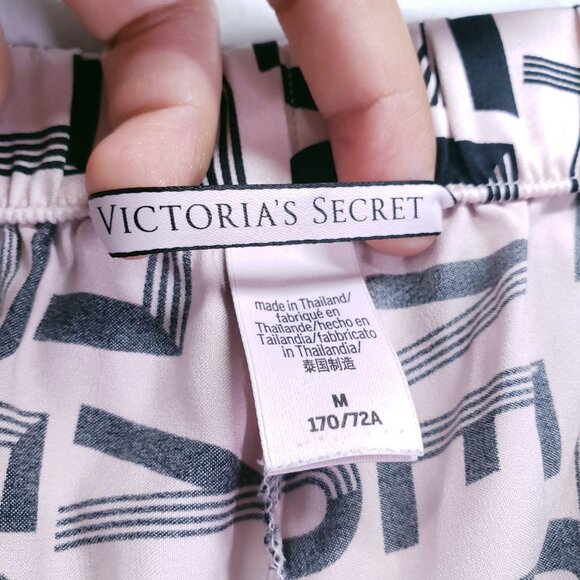 VICTORIA'S SECRET
made in Thailand/
fabriqué en
Thaïlande/hecho en
Tailandia/fabbricato
in Thailandia/
泰国制造
M
170/72A